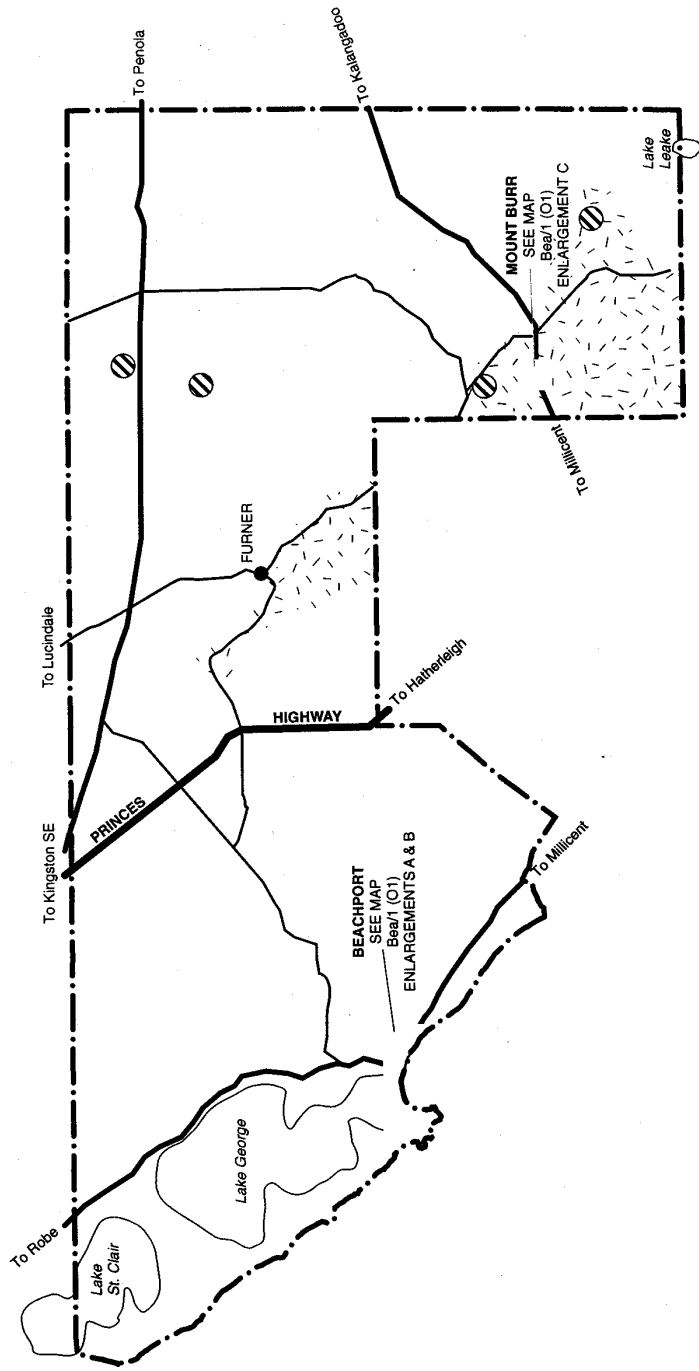 To Robe
Lake
St. Clair
Lake George
To Kingston SE
PRINCES
HIGHWAY
To Hatherleigh
BEACHPORT
SEE MAP
Bea/1 (O1)
ENLARGEMENTS A & B
To Millicent
To Lucindale
FURNER
To Penola
To Kalangadoo
MOUNT BURR
SEE MAP
Bea/1 (O1)
ENLARGEMENT C
To Millicent
Lake
Leake